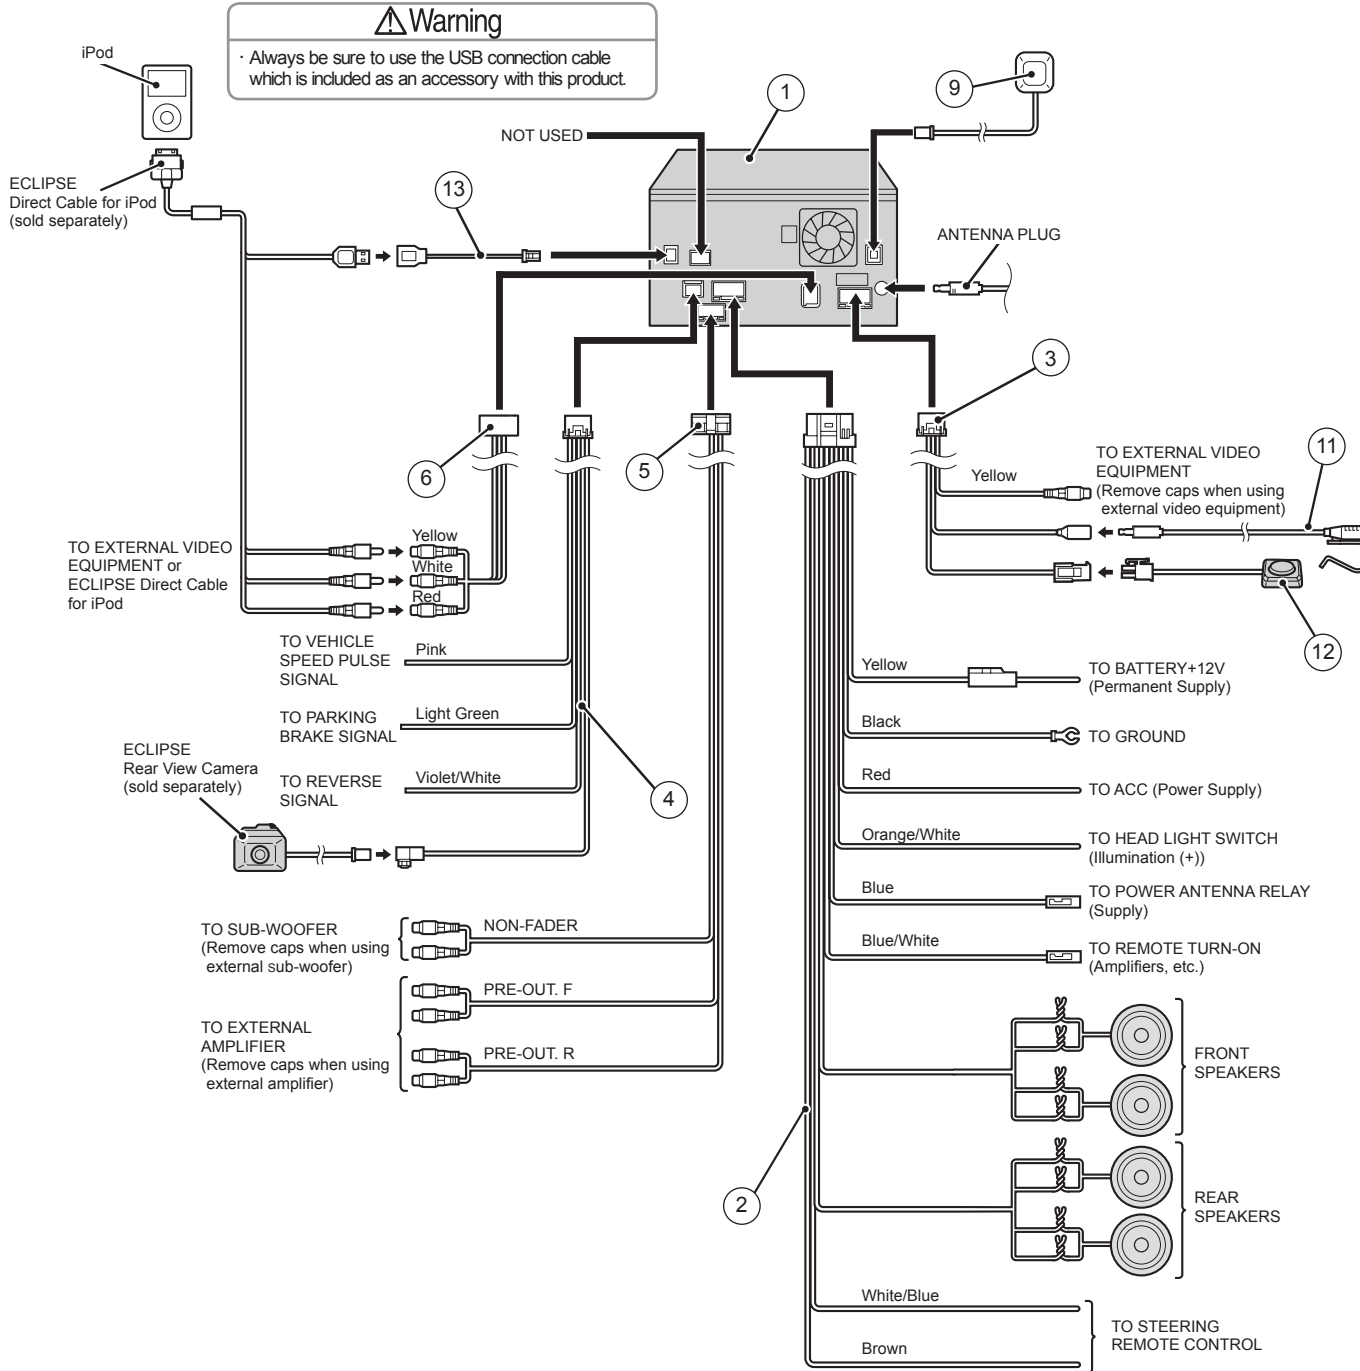 Warning
· Always be sure to use the USB connection cable
which is included as an accessory with this product.
iPod
1
9
NOT USED
ECLIPSE
Direct Cable for iPod
(sold separately)
13
ANTENNA PLUG
3
6
5
Yellow
TO EXTERNAL VIDEO
EQUIPMENT
(Remove caps when using
external video equipment)
11
TO EXTERNAL VIDEO
EQUIPMENT or
ECLIPSE Direct Cable
for iPod
Yellow
White
Red
12
TO VEHICLE
SPEED PULSE
SIGNAL
Pink
TO PARKING
BRAKE SIGNAL
Light Green
TO REVERSE
SIGNAL
Violet/White
ECLIPSE
Rear View Camera
(sold separately)
4
Yellow
TO BATTERY+12V
(Permanent Supply)
Black
TO GROUND
Red
TO ACC (Power Supply)
Orange/White
TO HEAD LIGHT SWITCH
(Illumination (+))
Blue
TO POWER ANTENNA RELAY
(Supply)
Blue/White
TO REMOTE TURN-ON
(Amplifiers, etc.)
TO SUB-WOOFER
(Remove caps when using
external sub-woofer)
NON-FADER
PRE-OUT. F
TO EXTERNAL
AMPLIFIER
(Remove caps when using
external amplifier)
PRE-OUT. R
FRONT
SPEAKERS
2
REAR
SPEAKERS
White/Blue
Brown
TO STEERING
REMOTE CONTROL